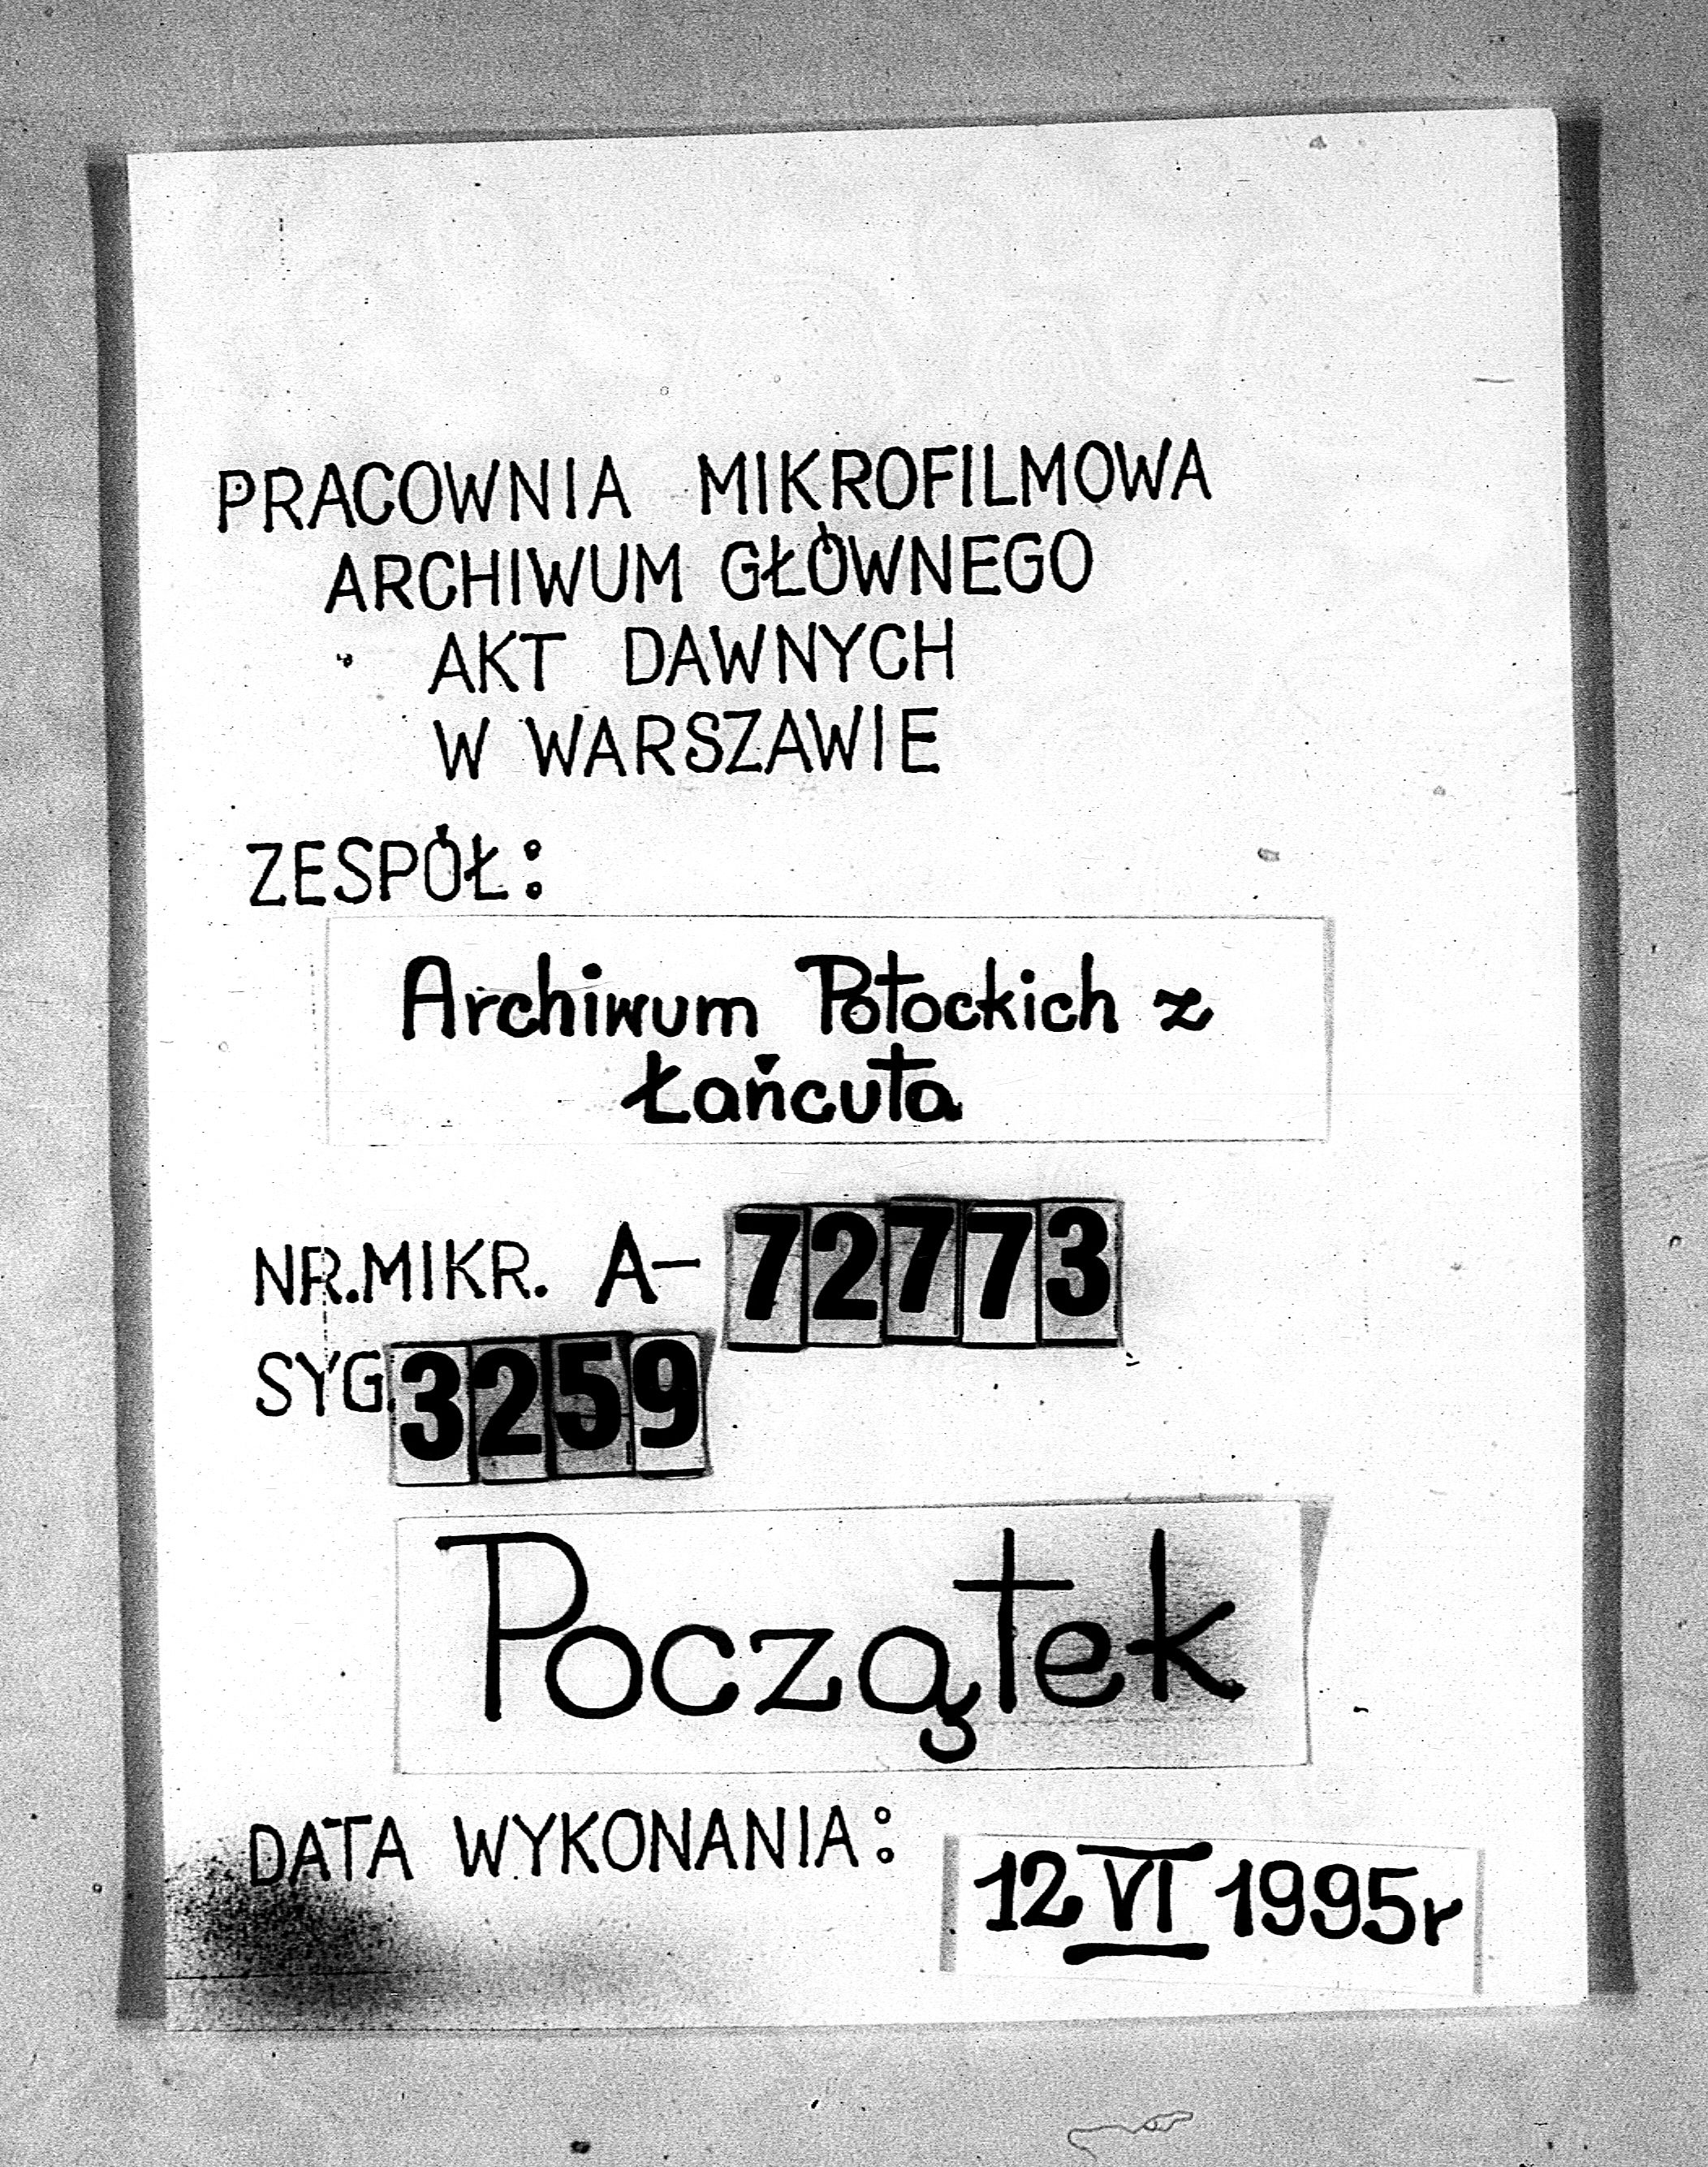 PRACOWNIA MIKROFILMOWA
ARCHIWUM GŁÓWNEGO
AKT DAWNYCH
W WARSZAWIE
ZESPÓŁ:
Archiwum Potockich z
Łańcuta
NR.MIKR. A- 72773
SYG. 3259
Początek
DATA WYKONANIA: 12 VI 1995r